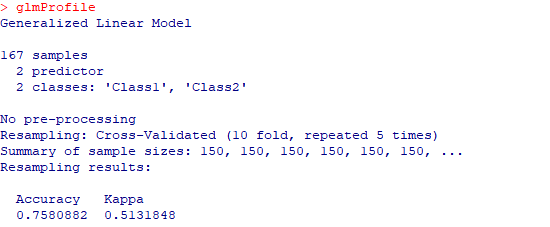 > glmProfile
Generalized Linear Model

167 samples
  2 predictor
  2 classes: 'Class1', 'Class2'

No pre-processing
Resampling: Cross-Validated (10 fold, repeated 5 times)
Summary of sample sizes: 150, 150, 150, 150, 150, 150, ...
Resampling results:

  Accuracy   Kappa
  0.7580882  0.5131848